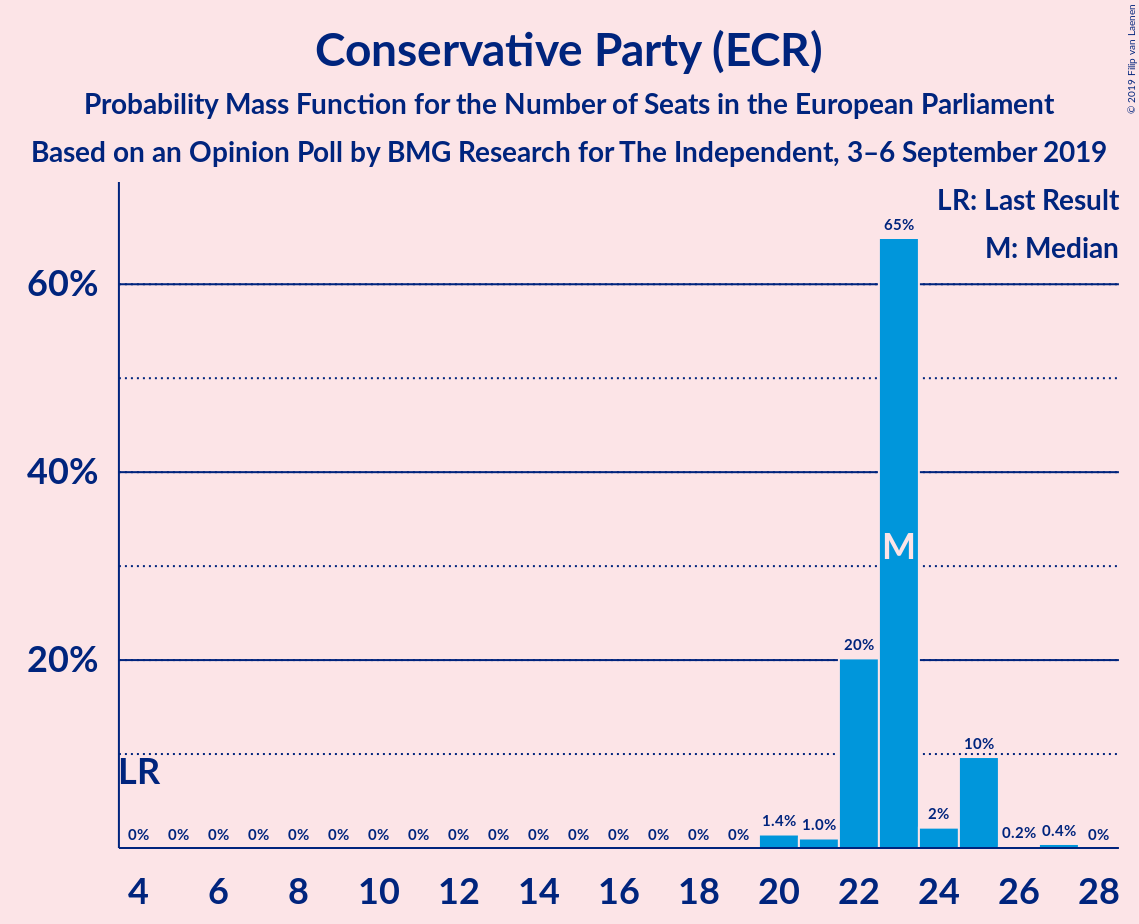 Conservative Party (ECR)
Probability Mass Function for the Number of Seats in the European Parliament
Based on an Opinion Poll by BMG Research for The Independent, 3–6 September 2019
© 2019 Filip van Laenen
LR: Last Result
M: Median
65%
60%
40%
M
20%
20%
10%
LR
0% 0% 0% 0% 0% 0% 0% 0% 0% 0% 0% 0% 0% 0% 0% 0% 1.4% 1.0% 2% 0.2% 0.4% 0%
4 6 8 10 12 14 16 18 20 22 24 26 28